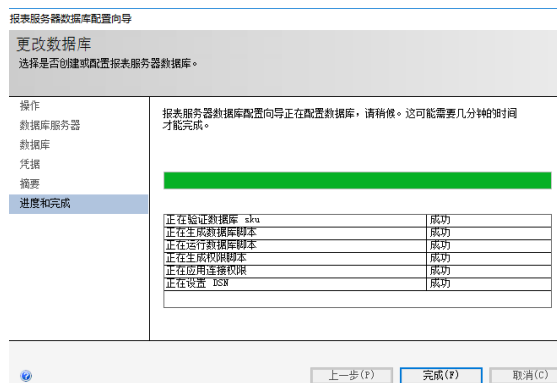 报表服务器数据库配置向导
更改数据库
选择是否创建或配置报表服务器数据库。
操作
数据库服务器
数据库
凭据
摘要
进度和完成
报表服务器数据库配置向导正在配置数据库，请稍候。这可能需要几分钟的时间
才能完成。
正在验证数据库 sku 成功
正在生成数据库脚本 成功
正在运行数据库脚本 成功
正在生成权限脚本 成功
正在应用连接权限 成功
正在设置 DSN 成功
上一步(P) 完成(F) 取消(C)